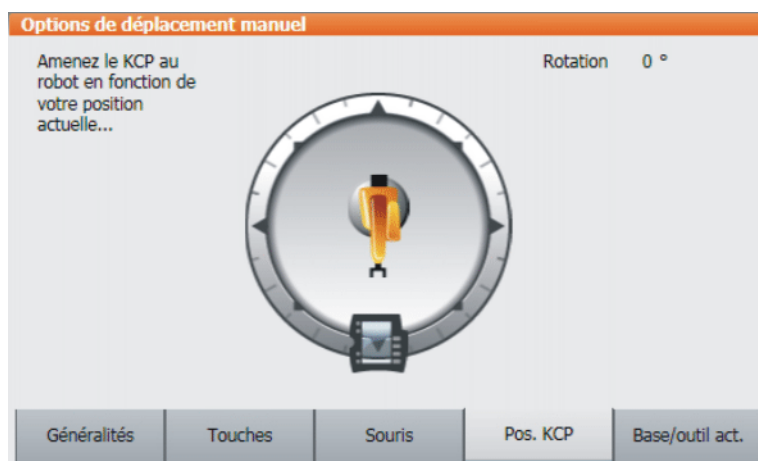 Options de déplacement manuel
Amenez le KCP au
robot en fonction de
votre position
actuelle...
Rotation 0 °
Généralités
Touches
Souris
Pos. KCP
Base/outil act.